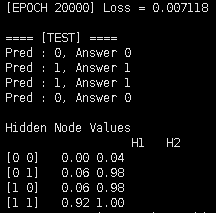 [EPOCH 20000] Loss = 0.007118
==== [TEST] ====
Pred : 0, Answer 0
Pred : 1, Answer 1
Pred : 1, Answer 1
Pred : 0, Answer 0
Hidden Node Values
H1 H2
[0 0] 0.00 0.04
[0 1] 0.06 0.98
[1 0] 0.06 0.98
[1 1] 0.92 1.00